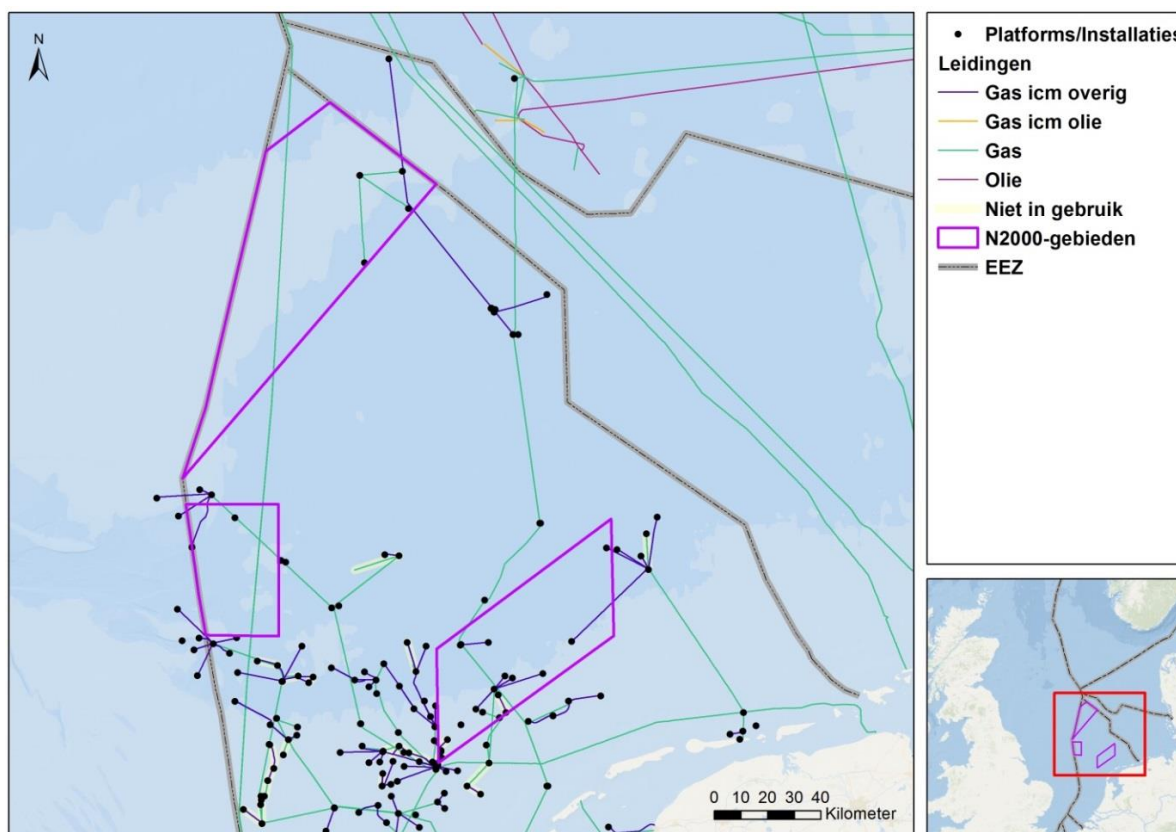 N
0 10 20 30 40
Kilometer
Platforms/Installaties
Leidingen
Gas icm overig
Gas icm olie
Gas
Olie
Niet in gebruik
N2000-gebieden
EEZ